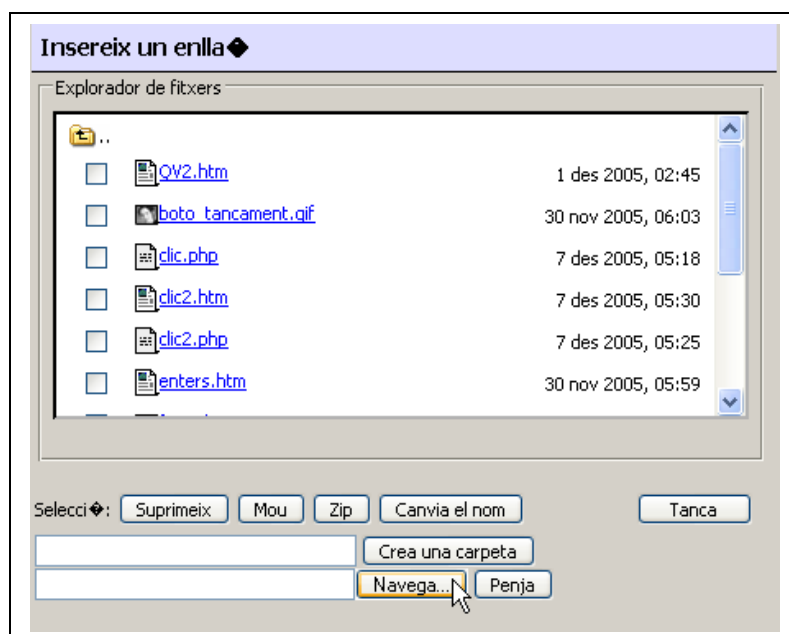 Insereix un enlla�
Explorador de fitxers
..
QV2.htm 1 des 2005, 02:45
boto_tancament.gif 30 nov 2005, 06:03
clic.php 7 des 2005, 05:18
clic2.htm 7 des 2005, 05:30
clic2.php 7 des 2005, 05:25
enters.htm 30 nov 2005, 05:59
Selecci�: Suprimeix Mou Zip Canvia el nom Tanca
Crea una carpeta
Navega... Penja